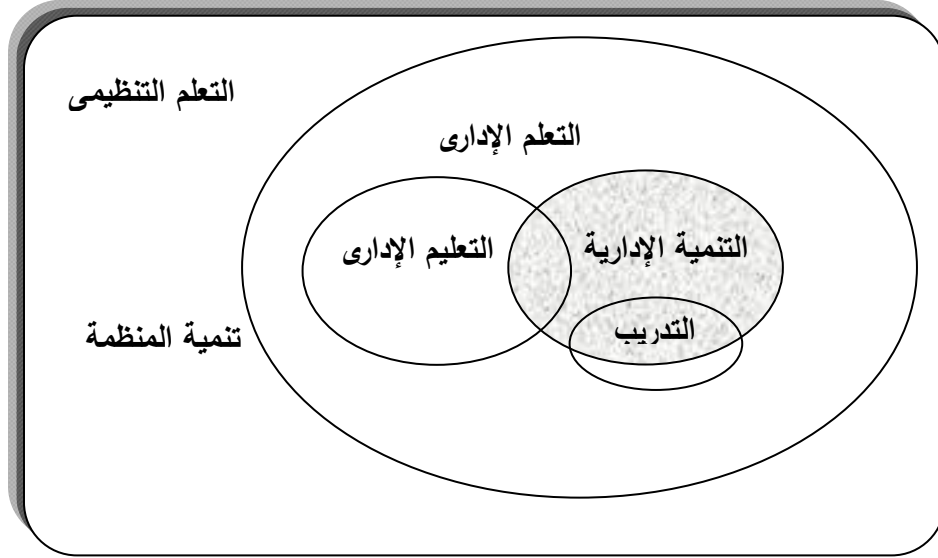 التعلم التنظيمى
التعلم الإدارى
التنمية الإدارية
التعليم الإدارى
التدريب
تنمية المنظمة